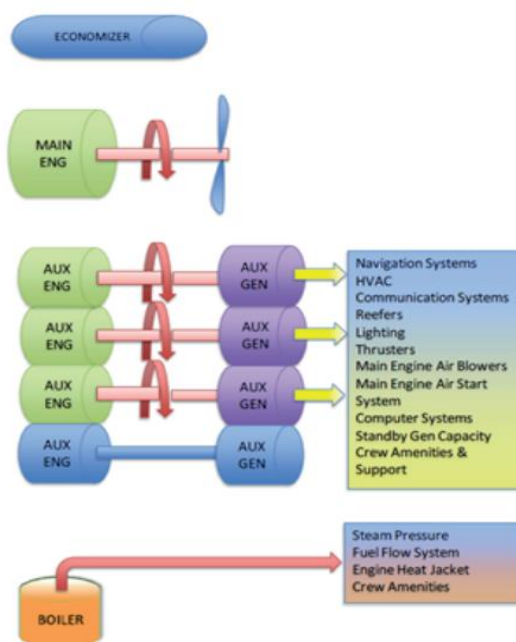 ECONOMIZER
MAIN
ENG
AUX
ENG
AUX
GEN
AUX
ENG
AUX
GEN
AUX
ENG
AUX
GEN
AUX
ENG
AUX
GEN
Navigation Systems
HVAC
Communication Systems
Reefers
Lighting
Thrusters
Main Engine Air Blowers
Main Engine Air Start
System
Computer Systems
Standby Gen Capacity
Crew Amenities &
Support
Steam Pressure
Fuel Flow System
Engine Heat Jacket
Crew Amenities
BOILER